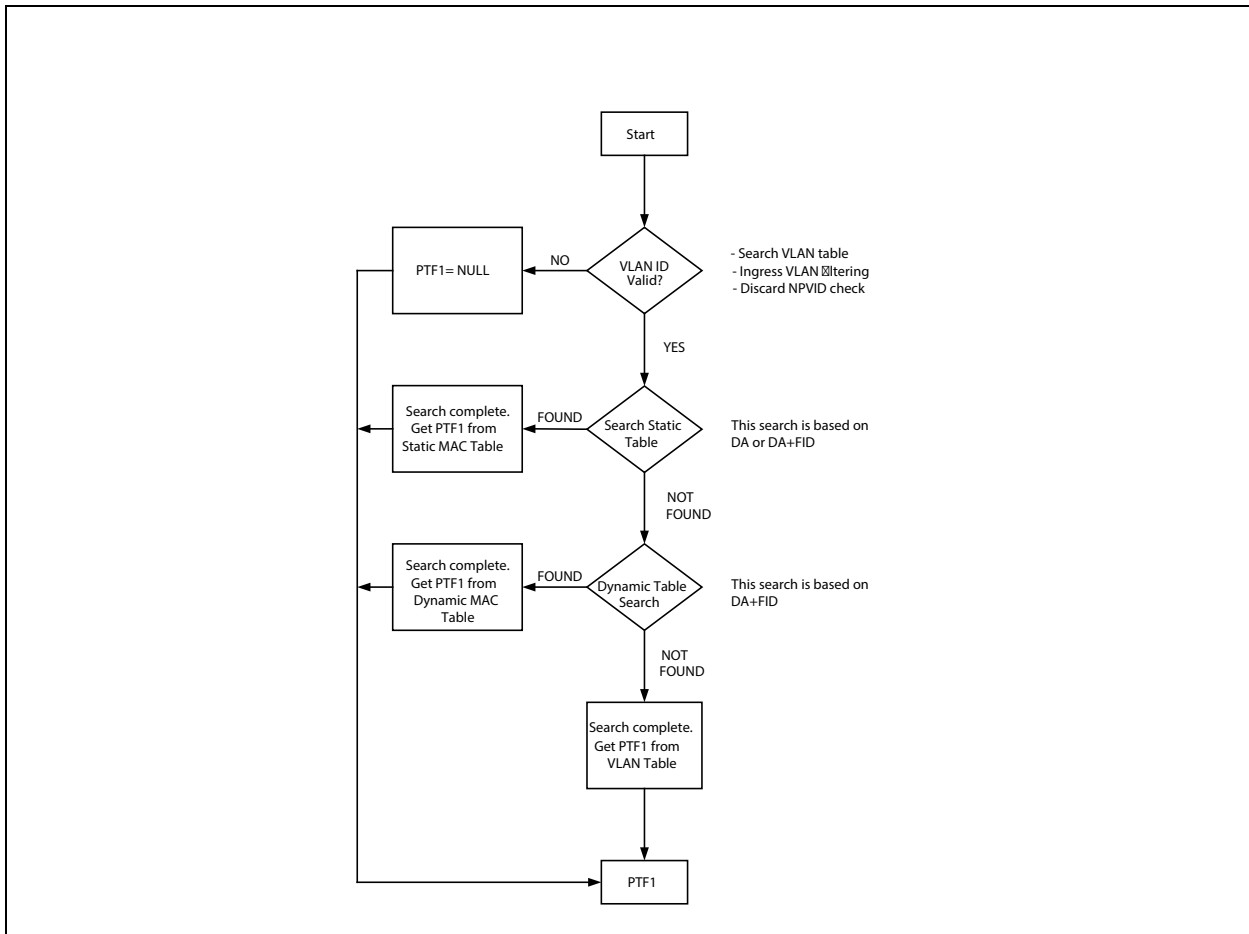 Start
PTF1= NULL
NO
VLAN ID
Valid?
- Search VLAN table
- Ingress VLAN ltering
- Discard NPVID check
YES
Search complete.
Get PTF1 from
Static MAC Table
FOUND
Search Static
Table
This search is based on
DA or DA+FID
NOT
FOUND
Search complete.
Get PTF1 from
Dynamic MAC
Table
FOUND
Dynamic Table
Search
This search is based on
DA+FID
NOT
FOUND
Search complete.
Get PTF1 from
VLAN Table
PTF1